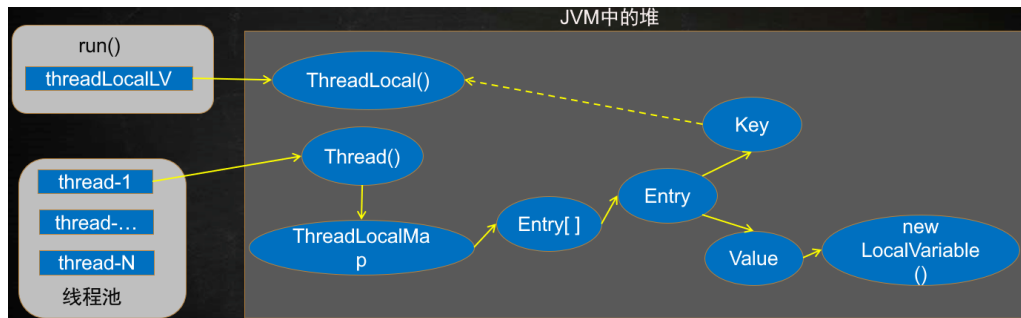 JVM中的堆
run()
threadLocalLV
ThreadLocal()
Key
Thread()
thread-1
Entry
thread-...
Entry[ ]
ThreadLocalMa
p
new
LocalVariable
()
Value
thread-N
线程池